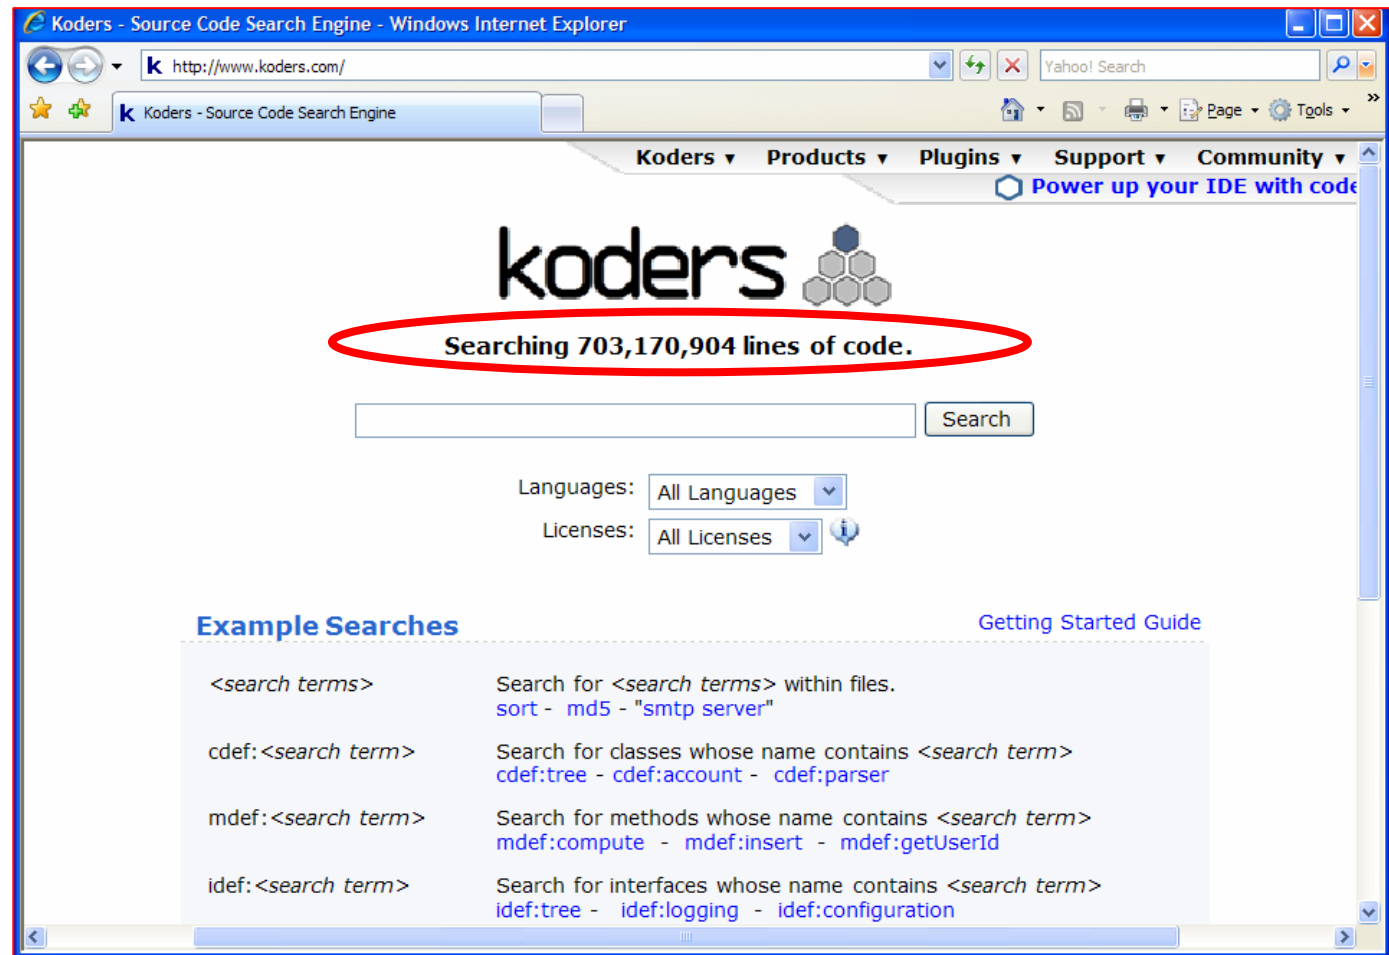 Koders - Source Code Search Engine - Windows Internet Explorer
k http://www.koders.com/ Yahoo! Search
k Koders - Source Code Search Engine Page Tools »
Koders ▾ Products ▾ Plugins ▾ Support ▾ Community ▾
Power up your IDE with code
koders
Searching 703,170,904 lines of code.
Search
Languages: All Languages
Licenses: All Licenses
Example Searches Getting Started Guide
<search terms> Search for <search terms> within files.
sort - md5 - "smtp server"
cdef:<search term> Search for classes whose name contains <search term>
cdef:tree - cdef:account - cdef:parser
mdef:<search term> Search for methods whose name contains <search term>
mdef:compute - mdef:insert - mdef:getUserId
idef:<search term> Search for interfaces whose name contains <search term>
idef:tree - idef:logging - idef:configuration